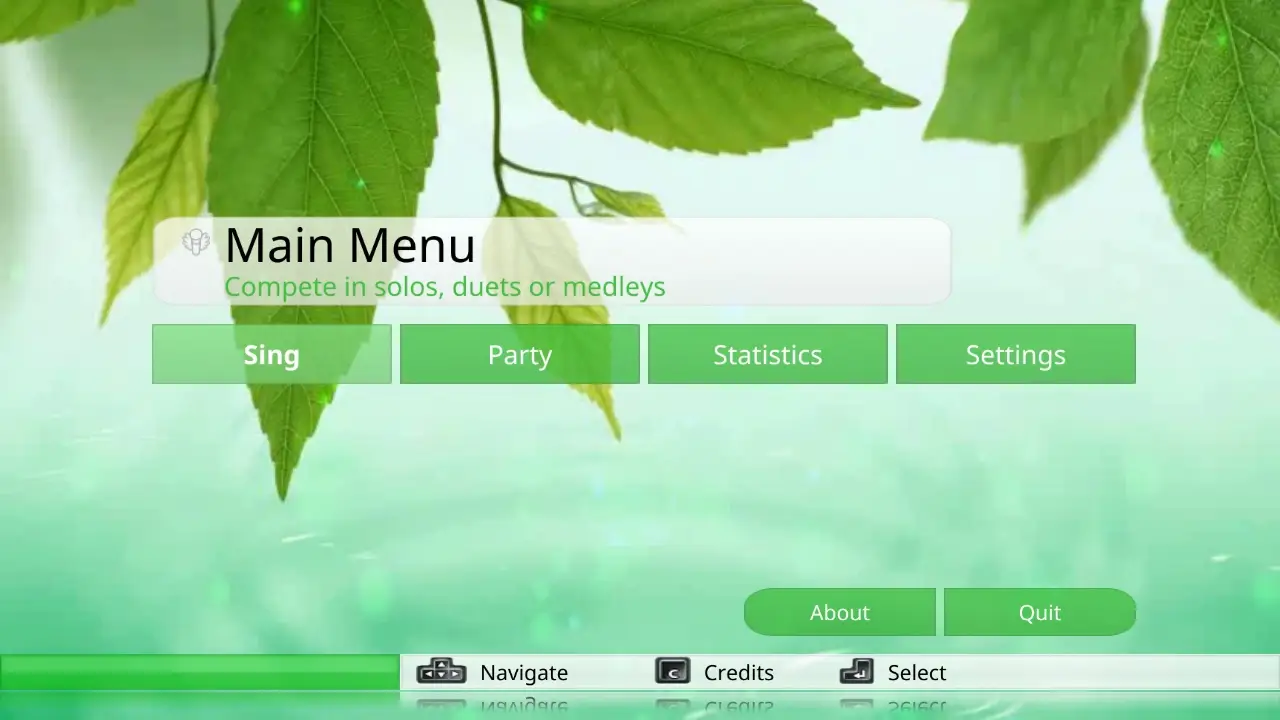 Main Menu
Compete in solos, duets or medleys
Sing
Party
Statistics
Settings
About
Quit
Navigate
C
Credits
Select